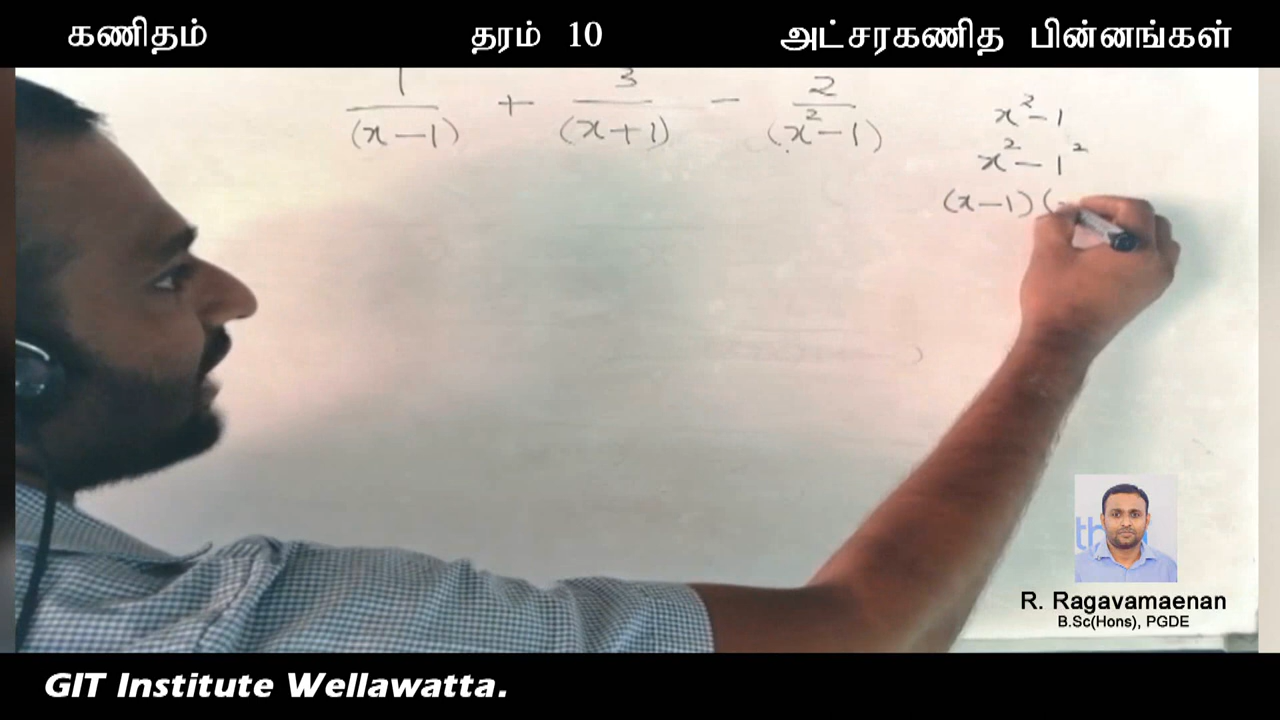 கணிதம் தரம் 10 அட்சரகணித பின்னங்கள்
1/(x-1) + 3/(x+1) - 2/(x²-1)
x²-1
x²-1²
(x-1)(
R. Ragavamaenan
B.Sc(Hons), PGDE
GIT Institute Wellawatta.